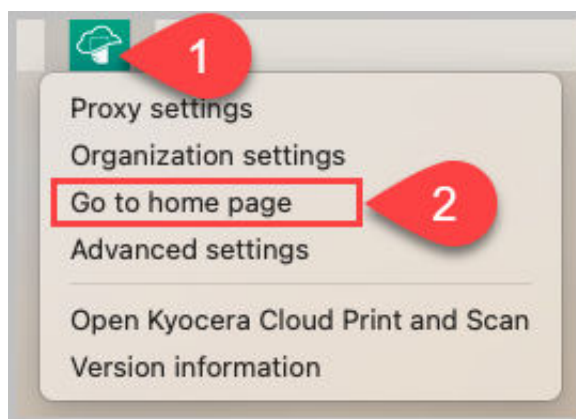 1
Proxy settings
Organization settings
Go to home page
2
Advanced settings
Open Kyocera Cloud Print and Scan
Version information